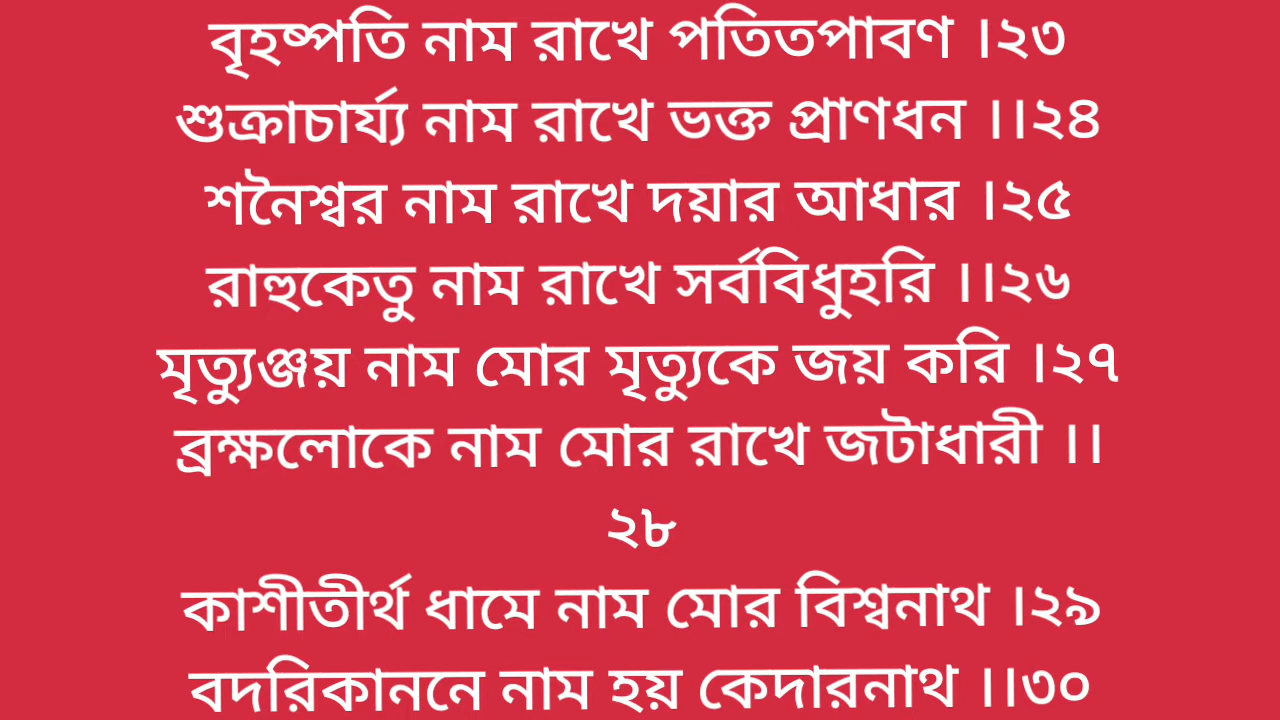 বৃহষ্পতি নাম রাখে পতিতপাবণ ।২৩
শুক্রাচার্য্য নাম রাখে ভক্ত প্রাণধন ।।২৪
শনৈশ্বর নাম রাখে দয়ার আধার ।২৫
রাহুকেতু নাম রাখে সর্ববিধুহরি ।।২৬
মৃত্যুঞ্জয় নাম মোর মৃত্যুকে জয় করি ।২৭
ব্রক্ষলোকে নাম মোর রাখে জটাধারী ।।
২৮
কাশীতীর্থ ধামে নাম মোর বিশ্বনাথ ।২৯
বদরিকাননে নাম হয় কেদারনাথ ।।৩০